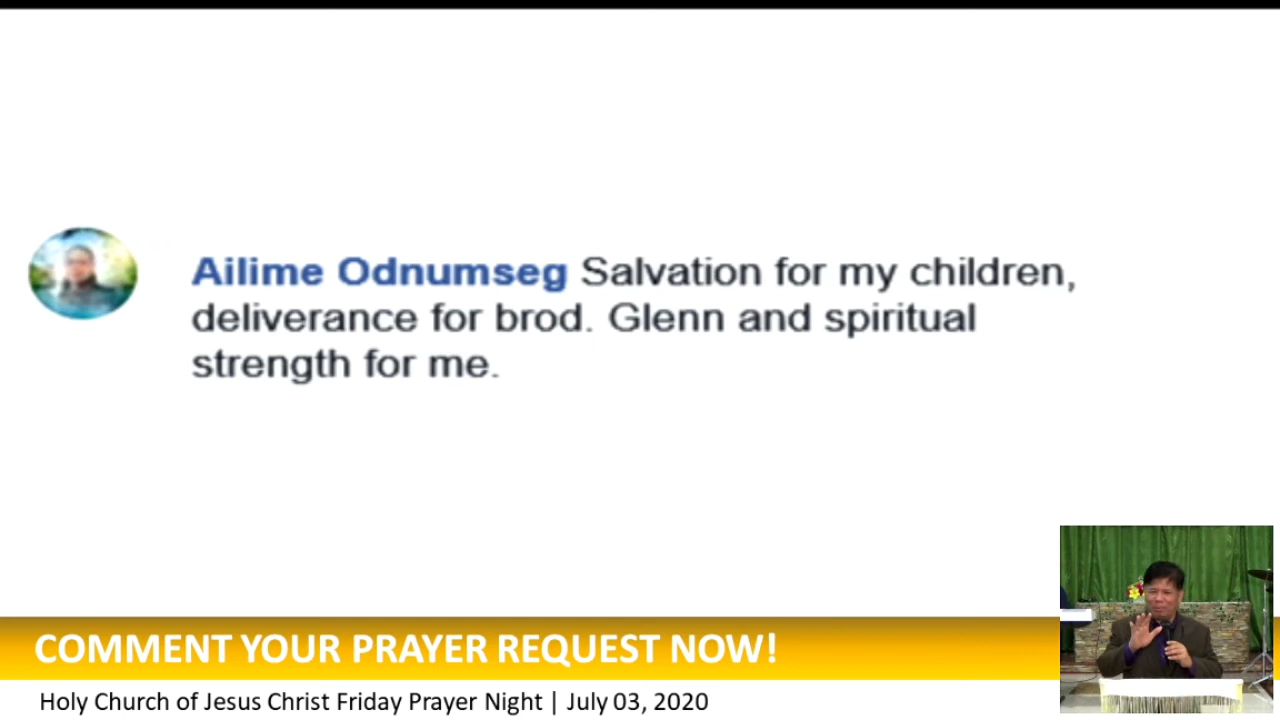 Ailime Odnumseg Salvation for my children,
deliverance for brod. Glenn and spiritual
strength for me.
COMMENT YOUR PRAYER REQUEST NOW!
Holy Church of Jesus Christ Friday Prayer Night | July 03, 2020